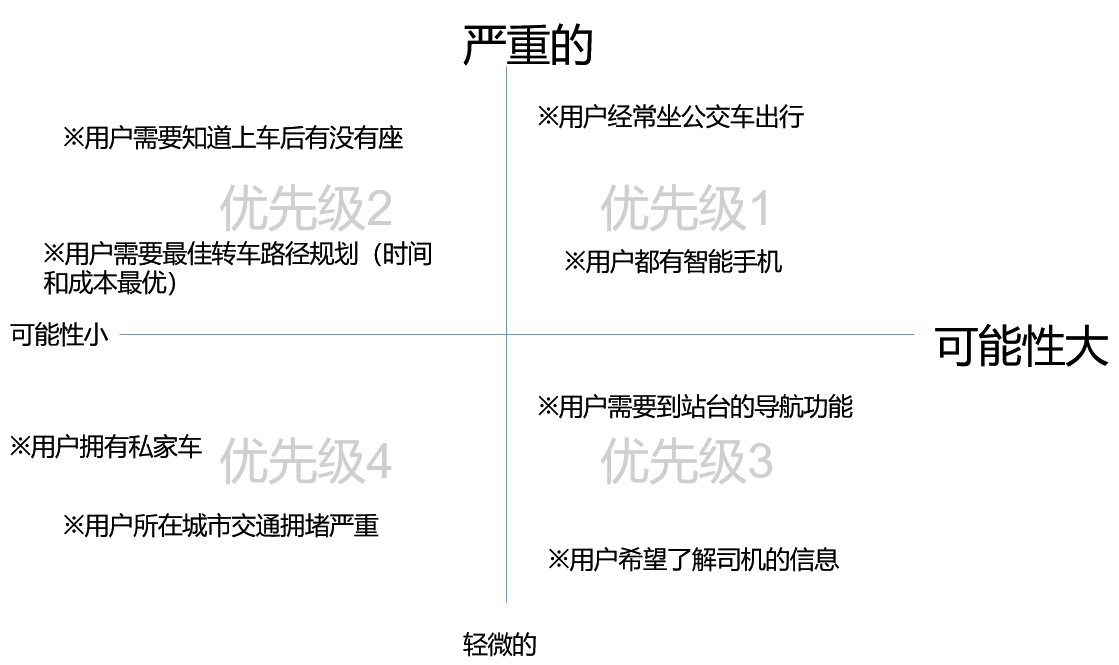 严重的
※用户需要知道上车后有没有座
※用户经常坐公交车出行
优先级2
优先级1
※用户需要最佳转车路径规划（时间
和成本最优）
※用户都有智能手机
可能性小
可能性大
※用户需要到站台的导航功能
※用户拥有私家车
优先级4
优先级3
※用户所在城市交通拥堵严重
※用户希望了解司机的信息
轻微的